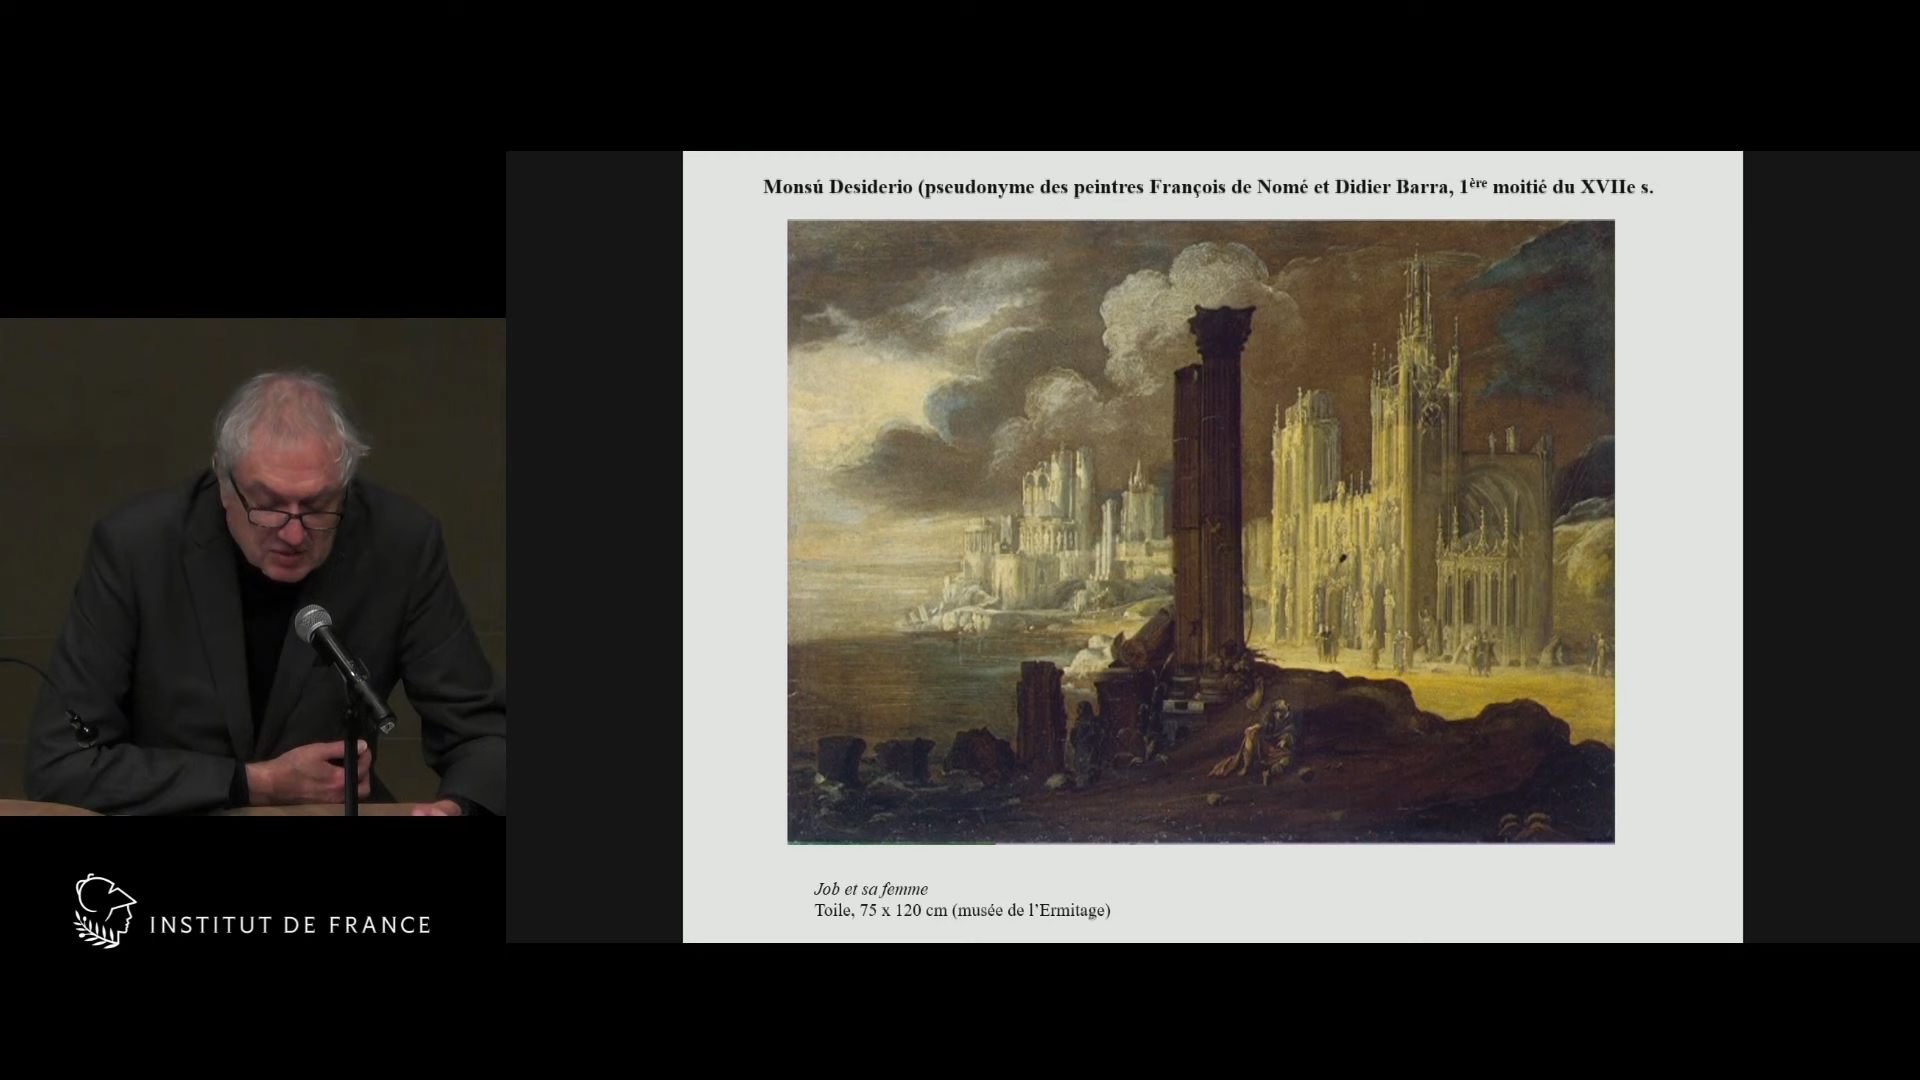 Monsú Desiderio (pseudonyme des peintres François de Nomé et Didier Barra, 1ère moitié du XVIIe s.
Job et sa femme
Toile, 75 x 120 cm (musée de l’Ermitage)
INSTITUT DE FRANCE